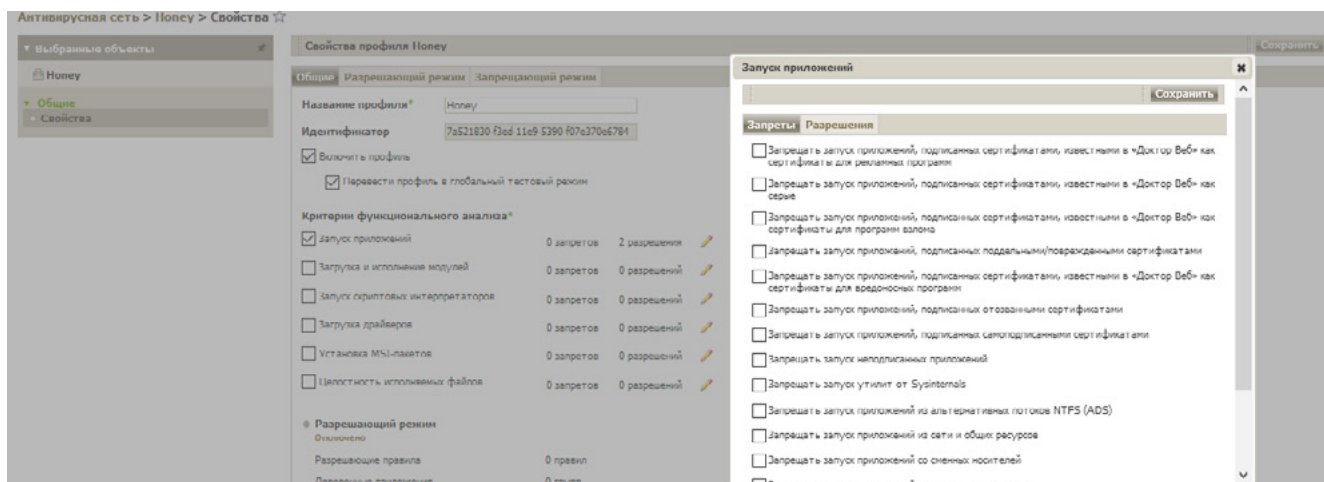 Антивирусная сеть > Honey > Свойства
Выбранные объекты
Honey
Общие
Свойства
Свойства профиля Honey
Сохранить
Общие Разрешающий режим Запрещающий режим
Название профиля* Honey
Идентификатор 7a521830-f3ed-11e9-5390-f07e370e6784
Включить профиль
Перевести профиль в глобальный тестовый режим
Критерии функционального анализа*
Запуск приложений 0 запретов 2 разрешения
Загрузка и исполнение модулей 0 запретов 0 разрешений
Запуск скриптовых интерпретаторов 0 запретов 0 разрешений
Загрузка драйверов 0 запретов 0 разрешений
Установка MSI-пакетов 0 запретов 0 разрешений
Целостность исполняемых файлов 0 запретов 0 разрешений
Разрешающий режим
Отключено
Разрешающие правила 0 правил
Доверенные приложения 0 групп
Запуск приложений
Сохранить
Запреты Разрешения
Запрещать запуск приложений, подписанных сертификатами, известными в «Доктор Веб» как
сертификаты для рекламных программ
Запрещать запуск приложений, подписанных сертификатами, известными в «Доктор Веб» как
серые
Запрещать запуск приложений, подписанных сертификатами, известными в «Доктор Веб» как
сертификаты для программ взлома
Запрещать запуск приложений, подписанных поддельными/поврежденными сертификатами
Запрещать запуск приложений, подписанных сертификатами, известными в «Доктор Веб» как
сертификаты для вредоносных программ
Запрещать запуск приложений, подписанных отозванными сертификатами
Запрещать запуск приложений, подписанных самоподписанными сертификатами
Запрещать запуск неподписанных приложений
Запрещать запуск утилит от Sysinternals
Запрещать запуск приложений из альтернативных потоков NTFS (ADS)
Запрещать запуск приложений из сети и общих ресурсов
Запрещать запуск приложений со сменных носителей